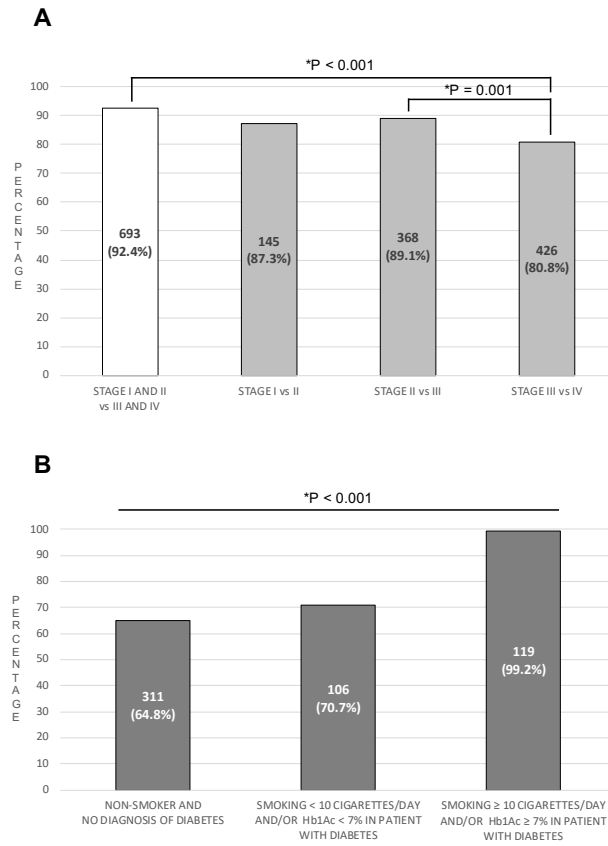 A
*P < 0.001
*P = 0.001
PERCENTAGE
100
90
80
70
60
50
40
30
20
10
0
693
(92.4%)
145
(87.3%)
368
(89.1%)
426
(80.8%)
STAGE I AND II
vs III AND IV
STAGE I vs II
STAGE II vs III
STAGE III vs IV
B
*P < 0.001
PERCENTAGE
100
90
80
70
60
50
40
30
20
10
0
311
(64.8%)
106
(70.7%)
119
(99.2%)
NON-SMOKER AND
NO DIAGNOSIS OF DIABETES
SMOKING < 10 CIGARETTES/DAY
AND/OR Hb1Ac < 7% IN PATIENT
WITH DIABETES
SMOKING ≥ 10 CIGARETTES/DAY
AND/OR Hb1Ac ≥ 7% IN PATIENT
WITH DIABETES